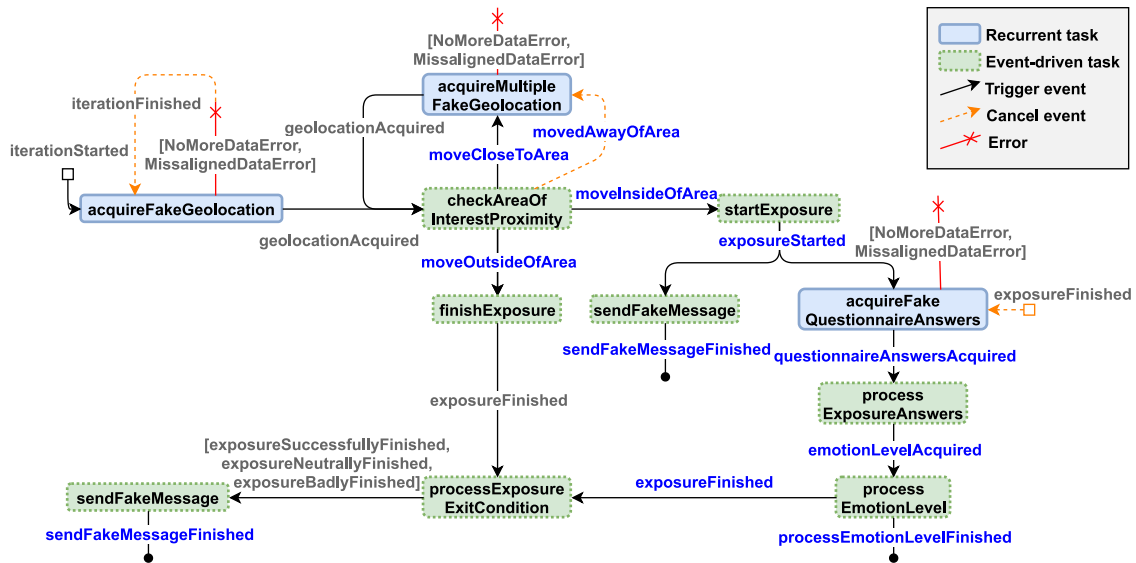 [NoMoreDataError,
MissalignedDataError]
Recurrent task
Event-driven task
Trigger event
Cancel event
Error
iterationFinished
acquireMultiple
FakeGeolocation
iterationStarted
[NoMoreDataError,
MissalignedDataError]
geolocationAcquired
movedAwayOfArea
moveCloseToArea
acquireFakeGeolocation
geolocationAcquired
checkAreaOf
InterestProximity
moveInsideOfArea
startExposure
exposureStarted
[NoMoreDataError,
MissalignedDataError]
moveOutsideOfArea
finishExposure
sendFakeMessage
acquireFake
QuestionnaireAnswers
exposureFinished
sendFakeMessageFinished
questionnaireAnswersAcquired
process
ExposureAnswers
exposureFinished
emotionLevelAcquired
[exposureSuccessfullyFinished,
exposureNeutrallyFinished,
exposureBadlyFinished]
sendFakeMessage
processExposure
ExitCondition
exposureFinished
process
EmotionLevel
sendFakeMessageFinished
processEmotionLevelFinished